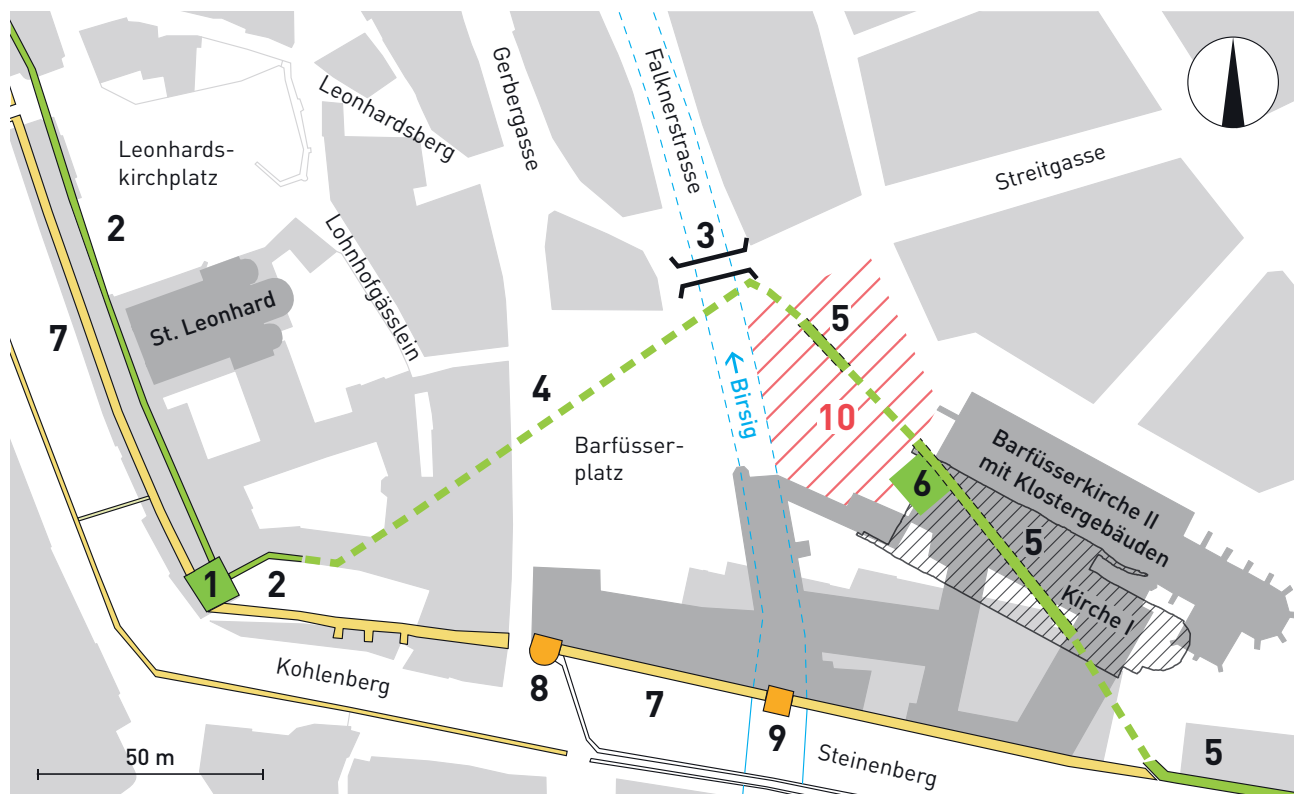 Leonhardsberg
Gerbergasse
Falknerstrasse
Streitgasse
Leonhards-
kirchplatz
2
Lohnhofgässlein
3
St. Leonhard
7
5
4
Birsig
10
Barfüsser-
platz
Barfüsserkirche II
mit Klostergebäuden
6
5
Kirche I
1
2
Kohlenberg
8
7
9
Steinenberg
5
50 m